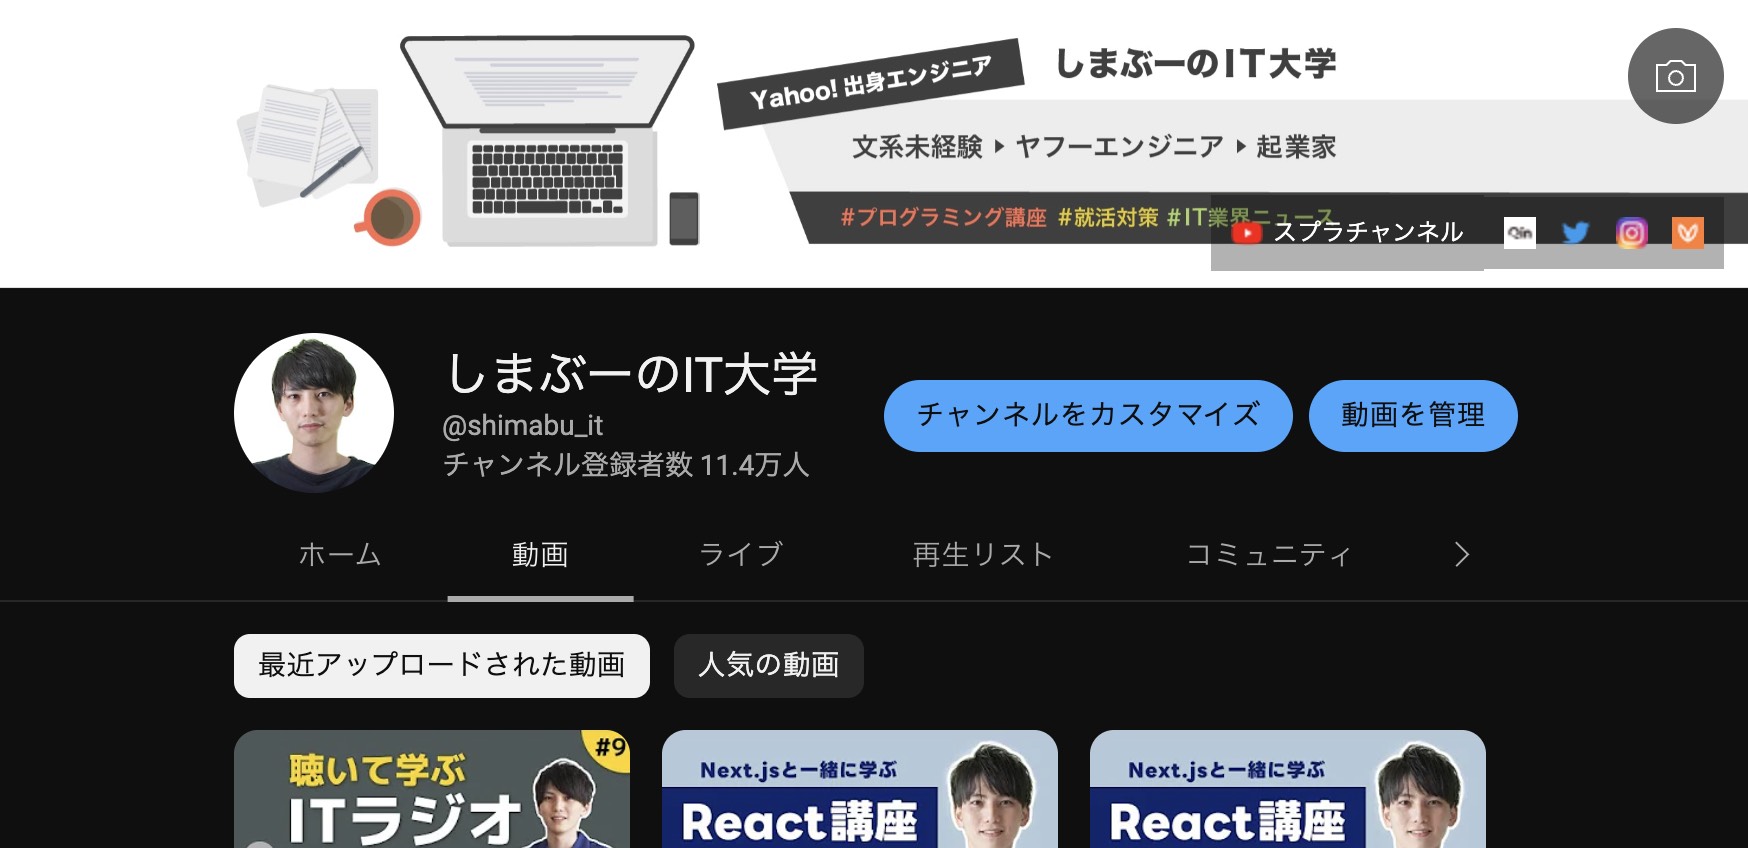 Yahoo! 出身エンジニア
しまぶーのIT大学
文系未経験 ▶ ヤフーエンジニア ▶ 起業家
#プログラミング講座 #就活対策 #IT業界ニュース
スプラチャンネル
Qin
しまぶーのIT大学
@shimabu_it
チャンネル登録者数 11.4万人
チャンネルをカスタマイズ
動画を管理
ホーム
動画
ライブ
再生リスト
コミュニティ
最近アップロードされた動画
人気の動画
聴いて学ぶ
#9
ITラジオ
Next.jsと一緒に学ぶ
React講座
Next.jsと一緒に学ぶ
React講座